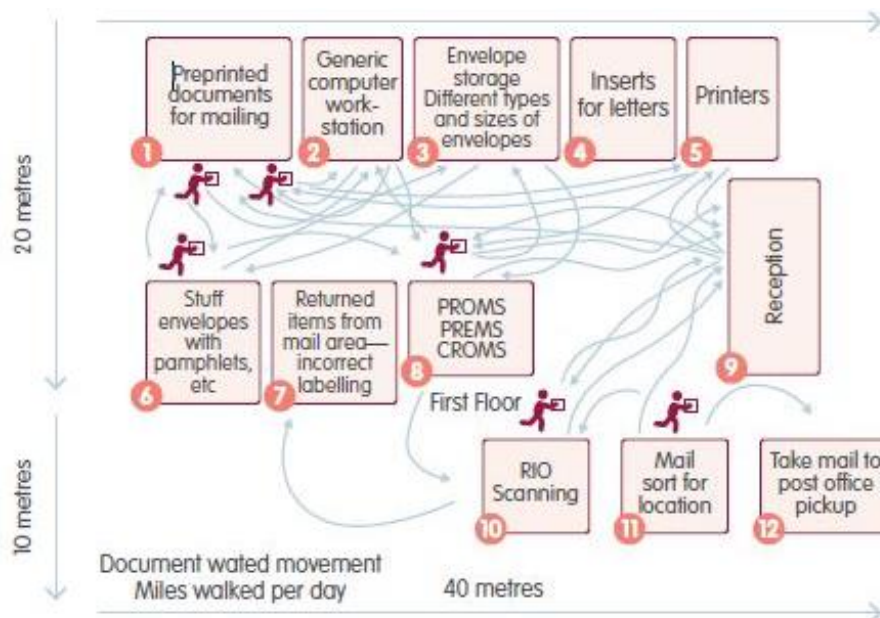 Preprinted
documents
for mailing
1
Generic
computer
work-
station
2
Envelope
storage
Different types
and sizes of
envelopes
3
Inserts
for letters
4
Printers
5
20 metres
Stuff
envelopes
with
pamphlets,
etc
6
Returned
items from
mail area—
incorrect
labelling
7
PROMS
PREMS
CROMS
8
Reception
9
First Floor
10 metres
RIO
Scanning
10
Mail
sort for
location
11
Take mail to
post office
pickup
12
Document wated movement
Miles walked per day
40 metres